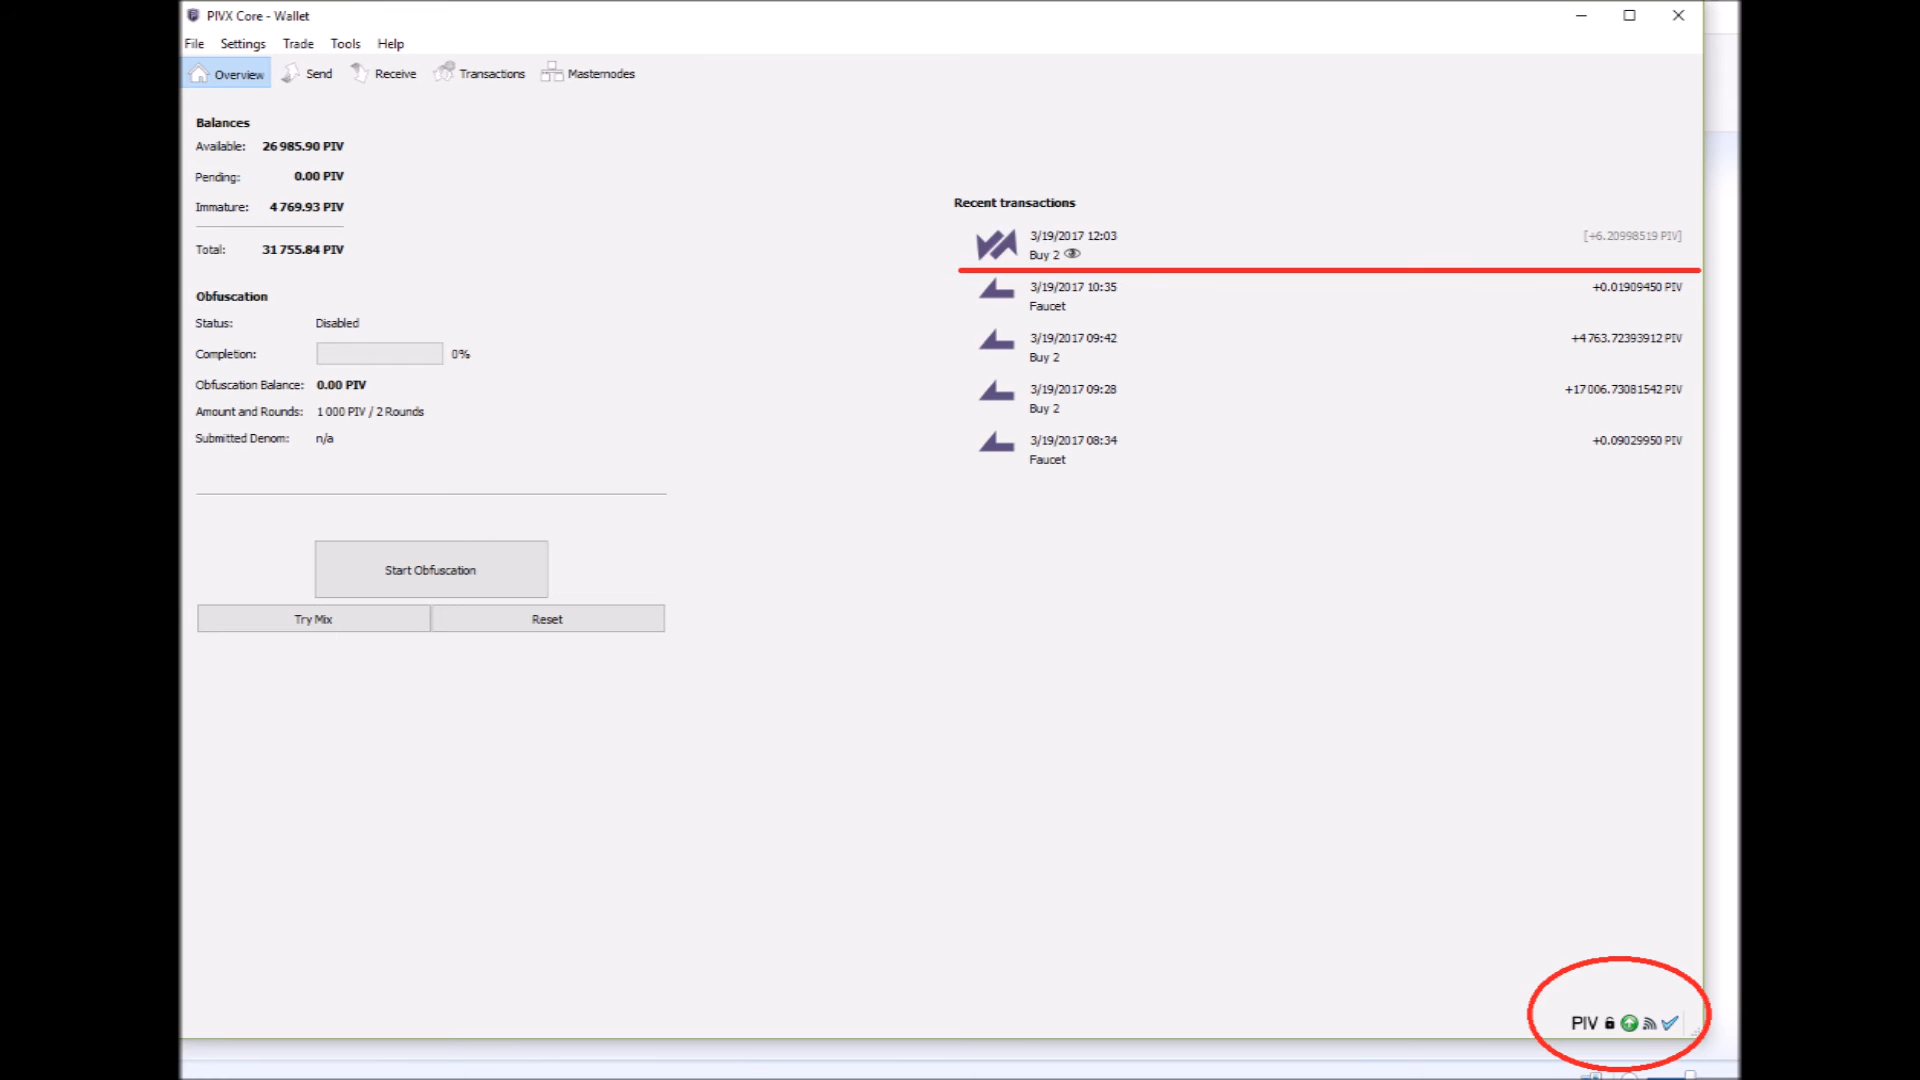 PIVX Core - Wallet
File Settings Trade Tools Help
Overview Send Receive Transactions Masternodes
Balances
Available: 26 985.90 PIV
Pending: 0.00 PIV
Immature: 4 769.93 PIV
Total: 31 755.84 PIV
Obfuscation
Status: Disabled
Completion: 0%
Obfuscation Balance: 0.00 PIV
Amount and Rounds: 1 000 PIV / 2 Rounds
Submitted Denom: n/a
Start Obfuscation
Try Mix Reset
Recent transactions
3/19/2017 12:03 [+6.20998519 PIV]
Buy 2
3/19/2017 10:35 +0.01909450 PIV
Faucet
3/19/2017 09:42 +4 763.72393912 PIV
Buy 2
3/19/2017 09:28 +17 006.73081542 PIV
Buy 2
3/19/2017 08:34 +0.09029950 PIV
Faucet
PIV